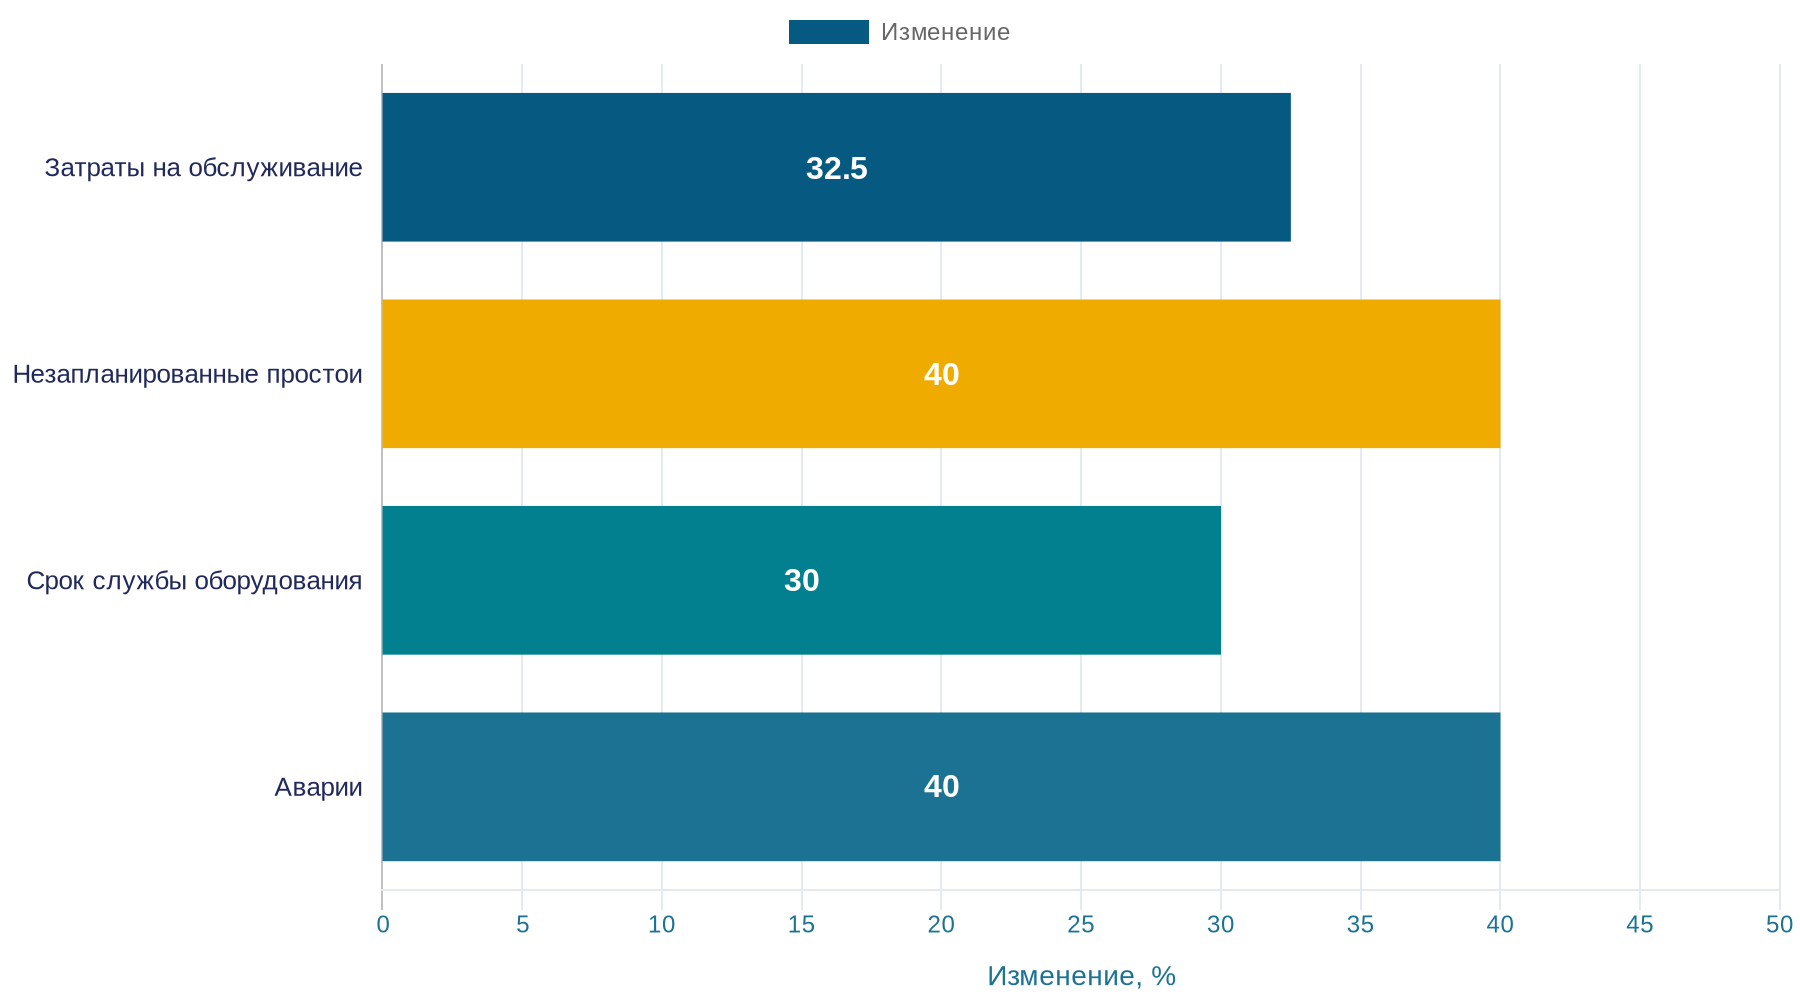 Изменение
Затраты на обслуживание
32.5
Незапланированные простои
40
Срок службы оборудования
30
Аварии
40
0 5 10 15 20 25 30 35 40 45 50
Изменение, %